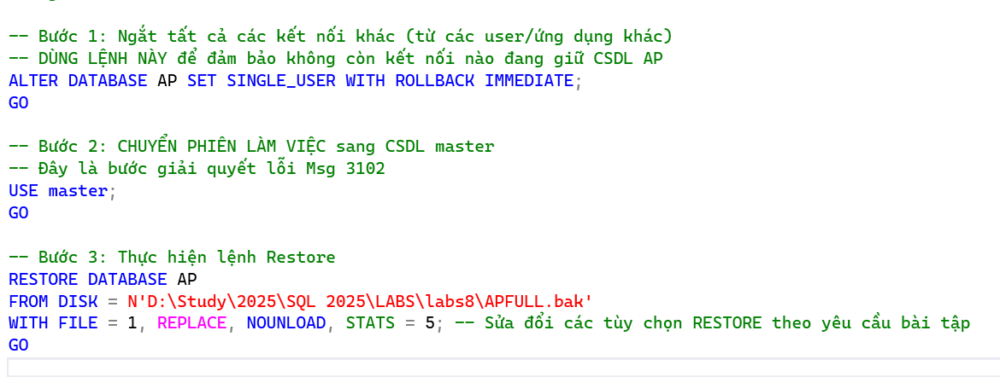 -- Bước 1: Ngắt tất cả các kết nối khác (từ các user/ứng dụng khác)
-- DÙNG LỆNH NÀY để đảm bảo không còn kết nối nào đang giữ CSDL AP
ALTER DATABASE AP SET SINGLE_USER WITH ROLLBACK IMMEDIATE;
GO
-- Bước 2: CHUYỂN PHIÊN LÀM VIỆC sang CSDL master
-- Đây là bước giải quyết lỗi Msg 3102
USE master;
GO
-- Bước 3: Thực hiện lệnh Restore
RESTORE DATABASE AP
FROM DISK = N'D:\Study\2025\SQL 2025\LABS\labs8\APFULL.bak'
WITH FILE = 1, REPLACE, NOUNLOAD, STATS = 5; -- Sửa đổi các tùy chọn RESTORE theo yêu cầu bài tập
GO